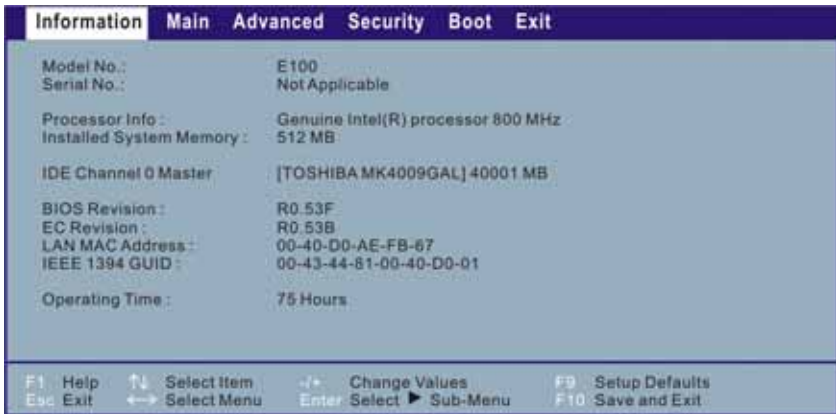 Information Main Advanced Security Boot Exit
Model No.: E100
Serial No.: Not Applicable
Processor Info : Genuine Intel(R) processor 800 MHz
Installed System Memory : 512 MB
IDE Channel 0 Master [TOSHIBA MK4009GAL] 40001 MB
BIOS Revision : R0.53F
EC Revision : R0.53B
LAN MAC Address : 00-40-D0-AE-FB-67
IEEE 1394 GUID : 00-43-44-81-00-40-D0-01
Operating Time : 75 Hours
F1 Help ↑↓ Select Item -/+ Change Values F9 Setup Defaults
Esc Exit ←→ Select Menu Enter Select ▶ Sub-Menu F10 Save and Exit